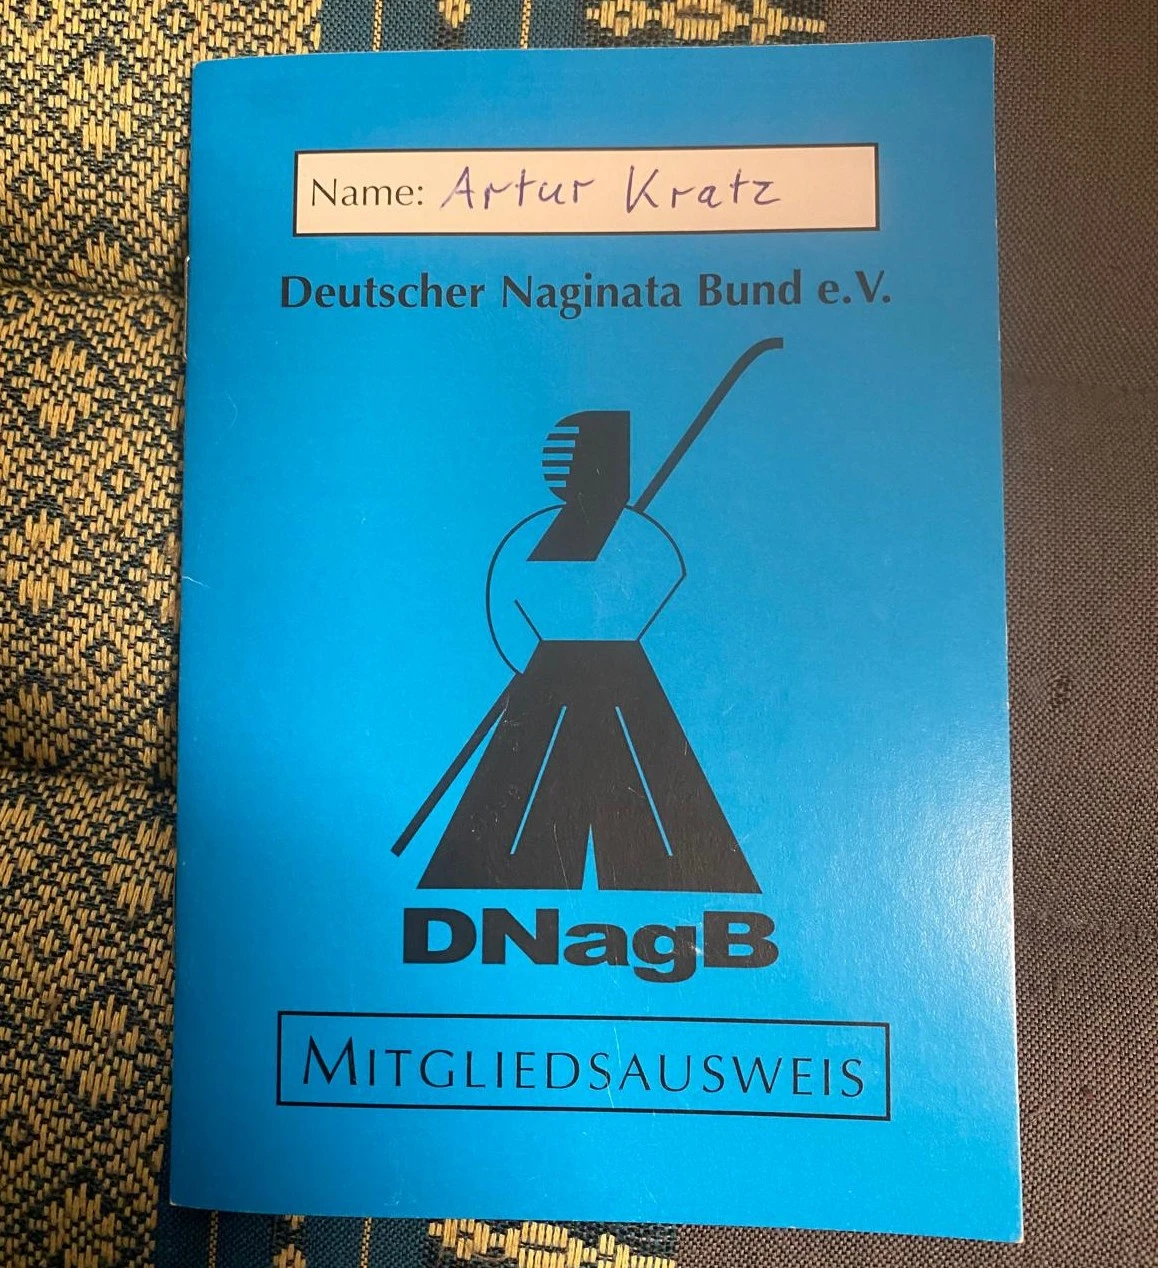 Name: Artur Kratz
Deutscher Naginata Bund e.V.
DNagB
MITGLIEDSAUSWEIS